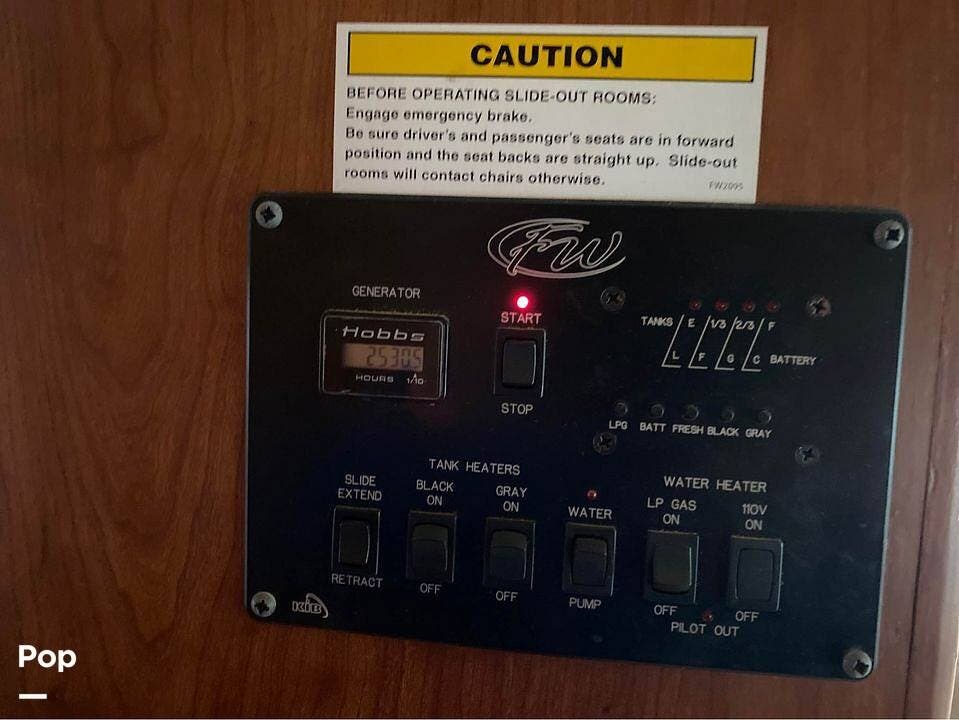 CAUTION
BEFORE OPERATING SLIDE-OUT ROOMS:
Engage emergency brake.
Be sure driver's and passenger's seats are in forward
position and the seat backs are straight up. Slide-out
rooms will contact chairs otherwise.
FW2095
FW
GENERATOR
Hobbs
25305
HOURS 1/10
START
STOP
TANKS E 1/3 2/3 F
L F G C BATTERY
LPG BATT FRESH BLACK GRAY
TANK HEATERS
SLIDE
EXTEND
RETRACT
BLACK
ON
OFF
GRAY
ON
OFF
WATER
PUMP
WATER HEATER
LP GAS
ON
OFF
110V
ON
OFF
PILOT OUT
KIB
Pop